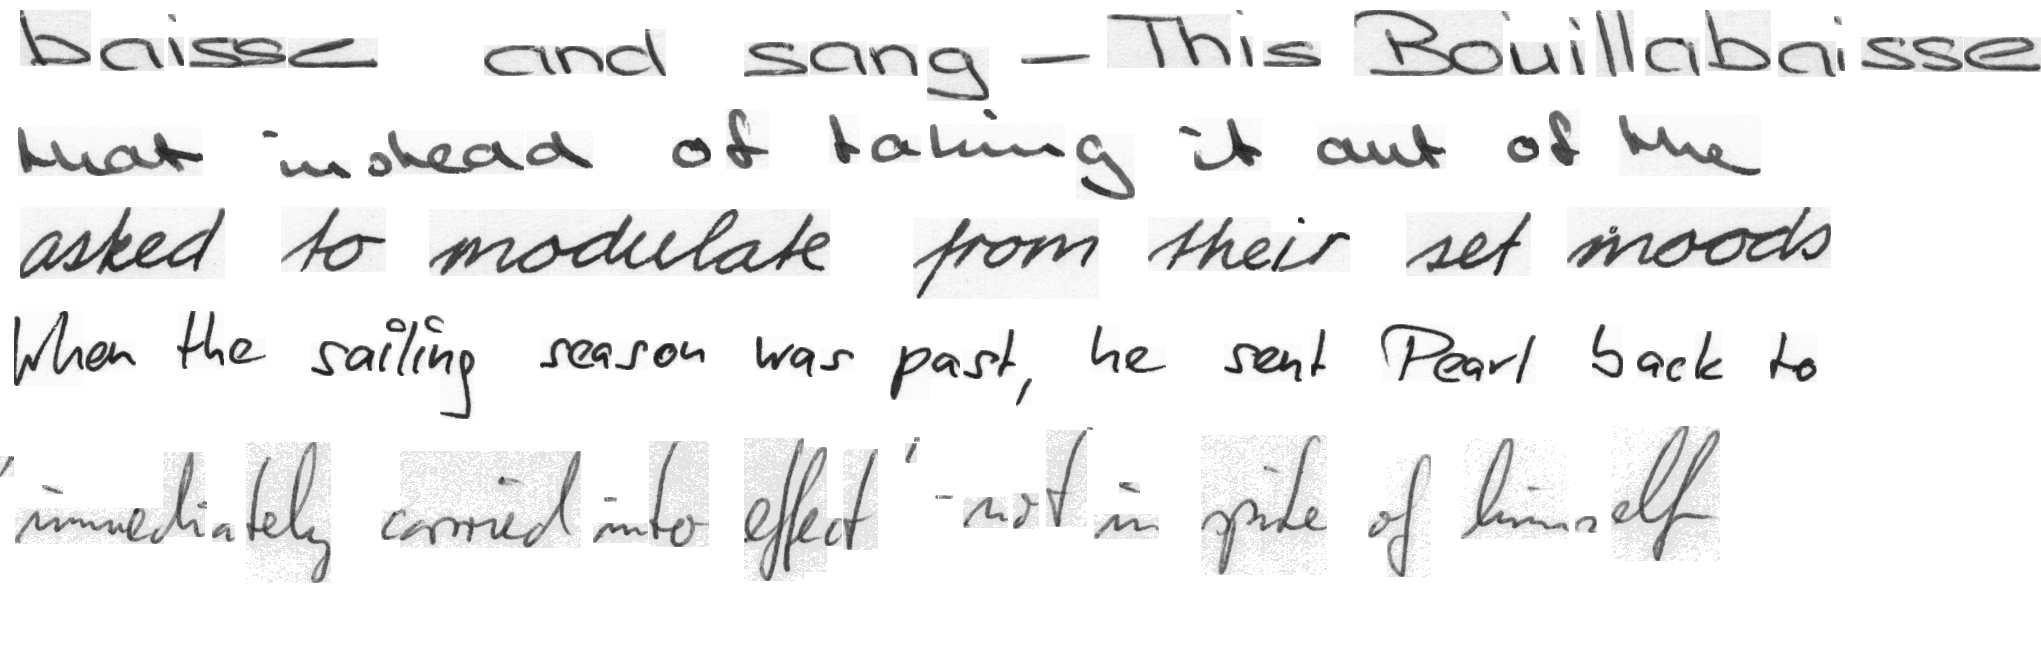 baisse and sang - This Bouillabaisse
that instead of taking it out of the
asked to modulate from their set moods
When the sailing season was past, he sent Pearl back to
'immediately carried into effect' - not in spite of himself